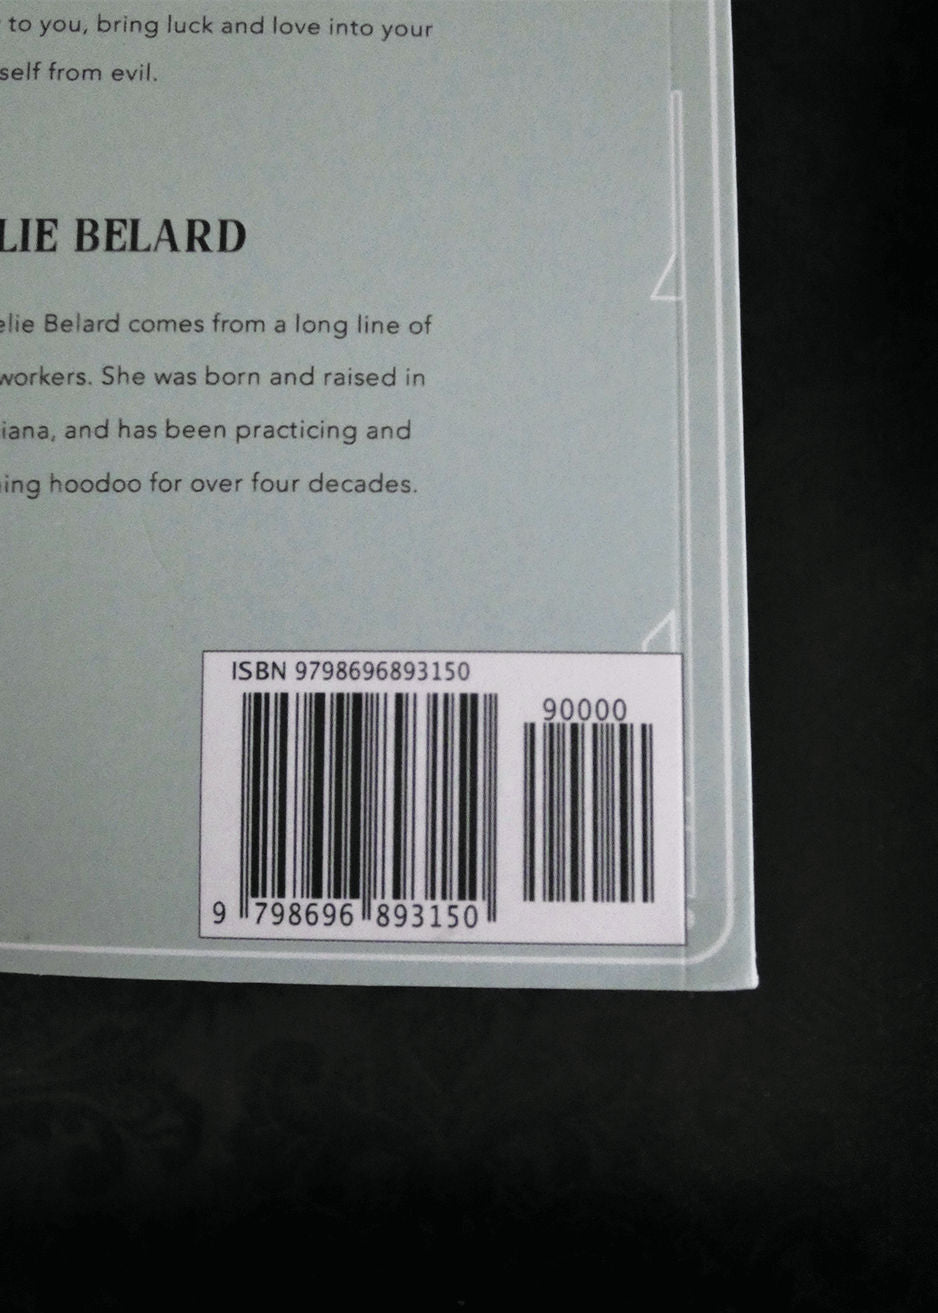 to you, bring luck and love into your
self from evil.
LIE BELARD
elie Belard comes from a long line of
workers. She was born and raised in
iana, and has been practicing and
ing hoodoo for over four decades.
ISBN 9798696893150
90000
9 798696 893150